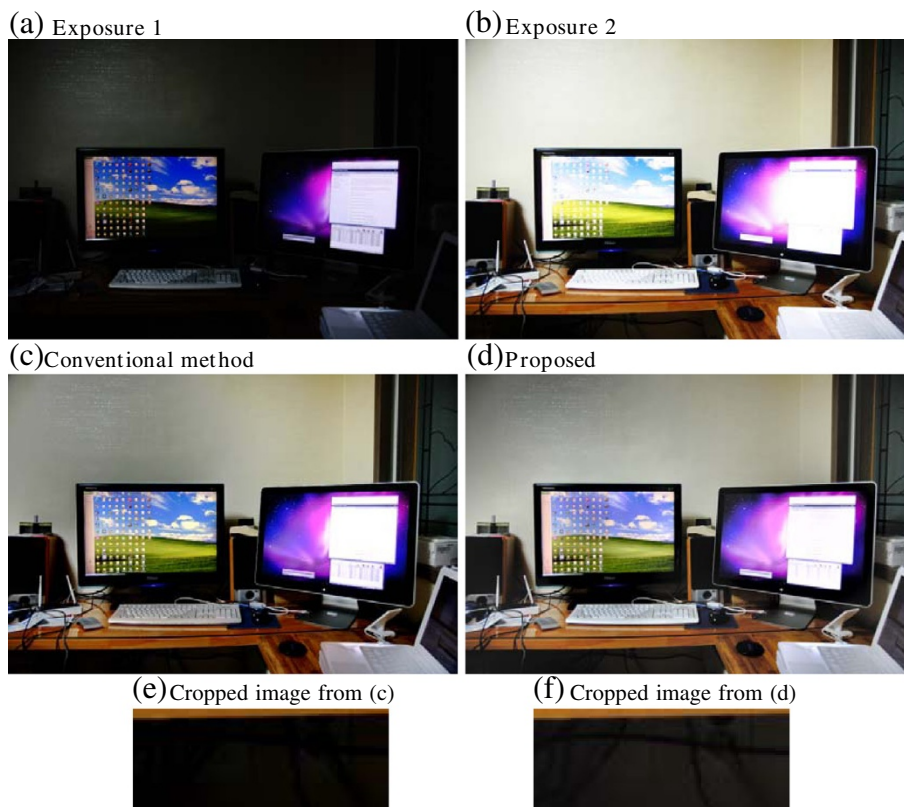 (a) Exposure 1
(b) Exposure 2
(c) Conventional method
(d) Proposed
(e) Cropped image from (c)
(f) Cropped image from (d)